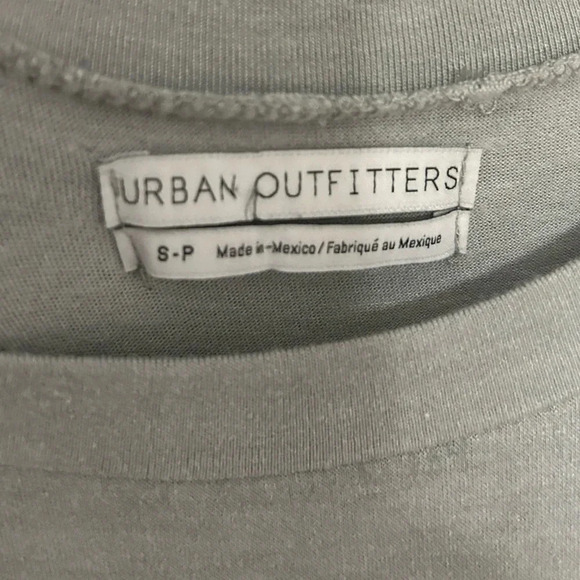 URBAN OUTFITTERS
S-P Made in Mexico / Fabriqué au Mexique